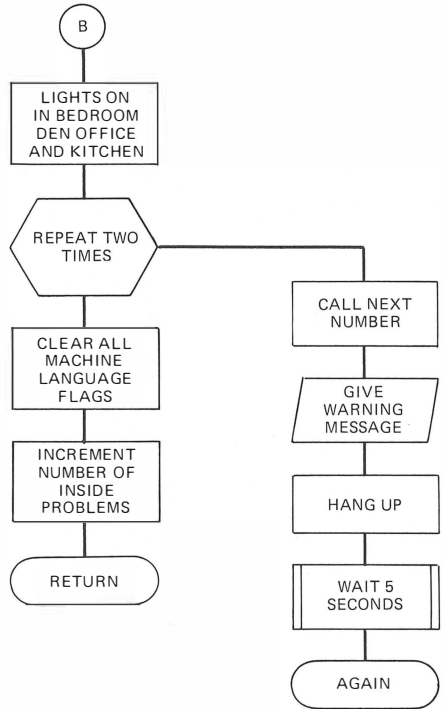 B
LIGHTS ON
IN BEDROOM
DEN OFFICE
AND KITCHEN
REPEAT TWO
TIMES
CLEAR ALL
MACHINE
LANGUAGE
FLAGS
INCREMENT
NUMBER OF
INSIDE
PROBLEMS
RETURN
CALL NEXT
NUMBER
GIVE
WARNING
MESSAGE
HANG UP
WAIT 5
SECONDS
AGAIN